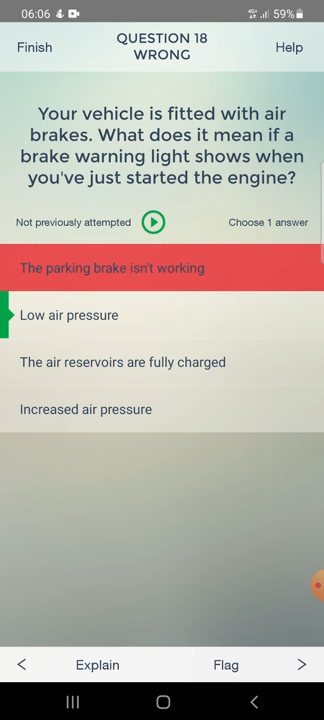 06:06 59%
Finish
QUESTION 18
WRONG
Help
Your vehicle is fitted with air
brakes. What does it mean if a
brake warning light shows when
you've just started the engine?
Not previously attempted
Choose 1 answer
The parking brake isn't working
Low air pressure
The air reservoirs are fully charged
Increased air pressure
Explain
Flag